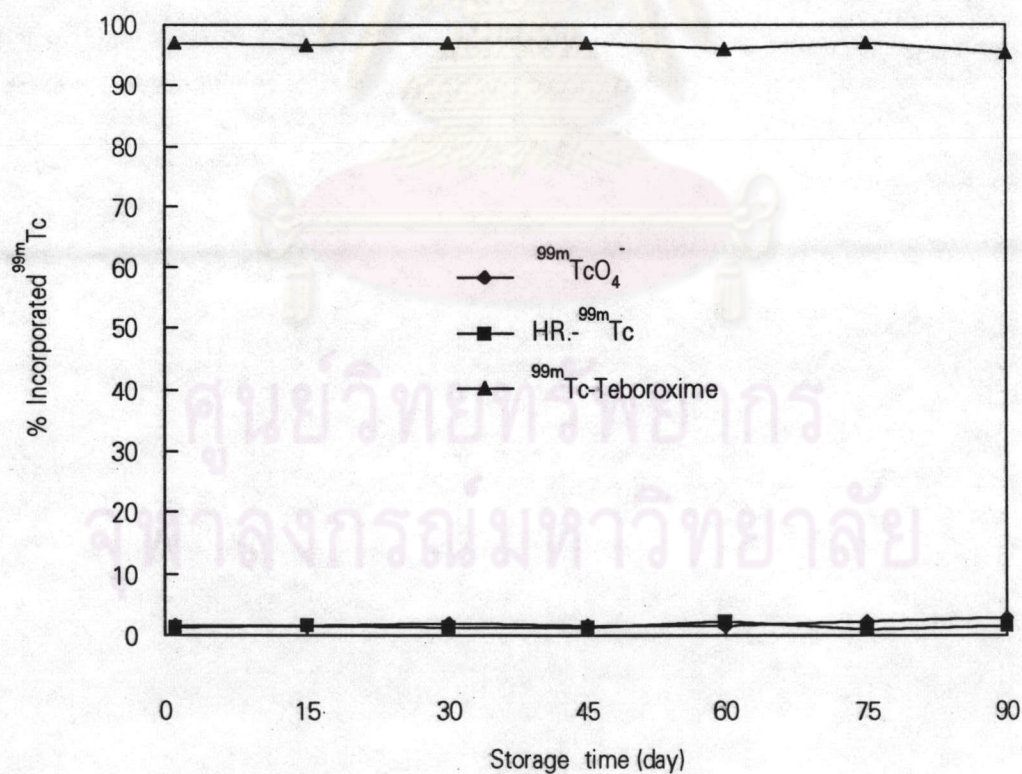 100
90
80
70
60
50
40
30
20
10
0
% Incorporated ⁹⁹ᵐTc
⁹⁹ᵐTcO₄⁻
HR.-⁹⁹ᵐTc
⁹⁹ᵐTc-Teboroxime
ศูนย์วิทยทรัพยากร
จุฬาลงกรณ์มหาวิทยาลัย
0 15 30 45 60 75 90
Storage time (day)